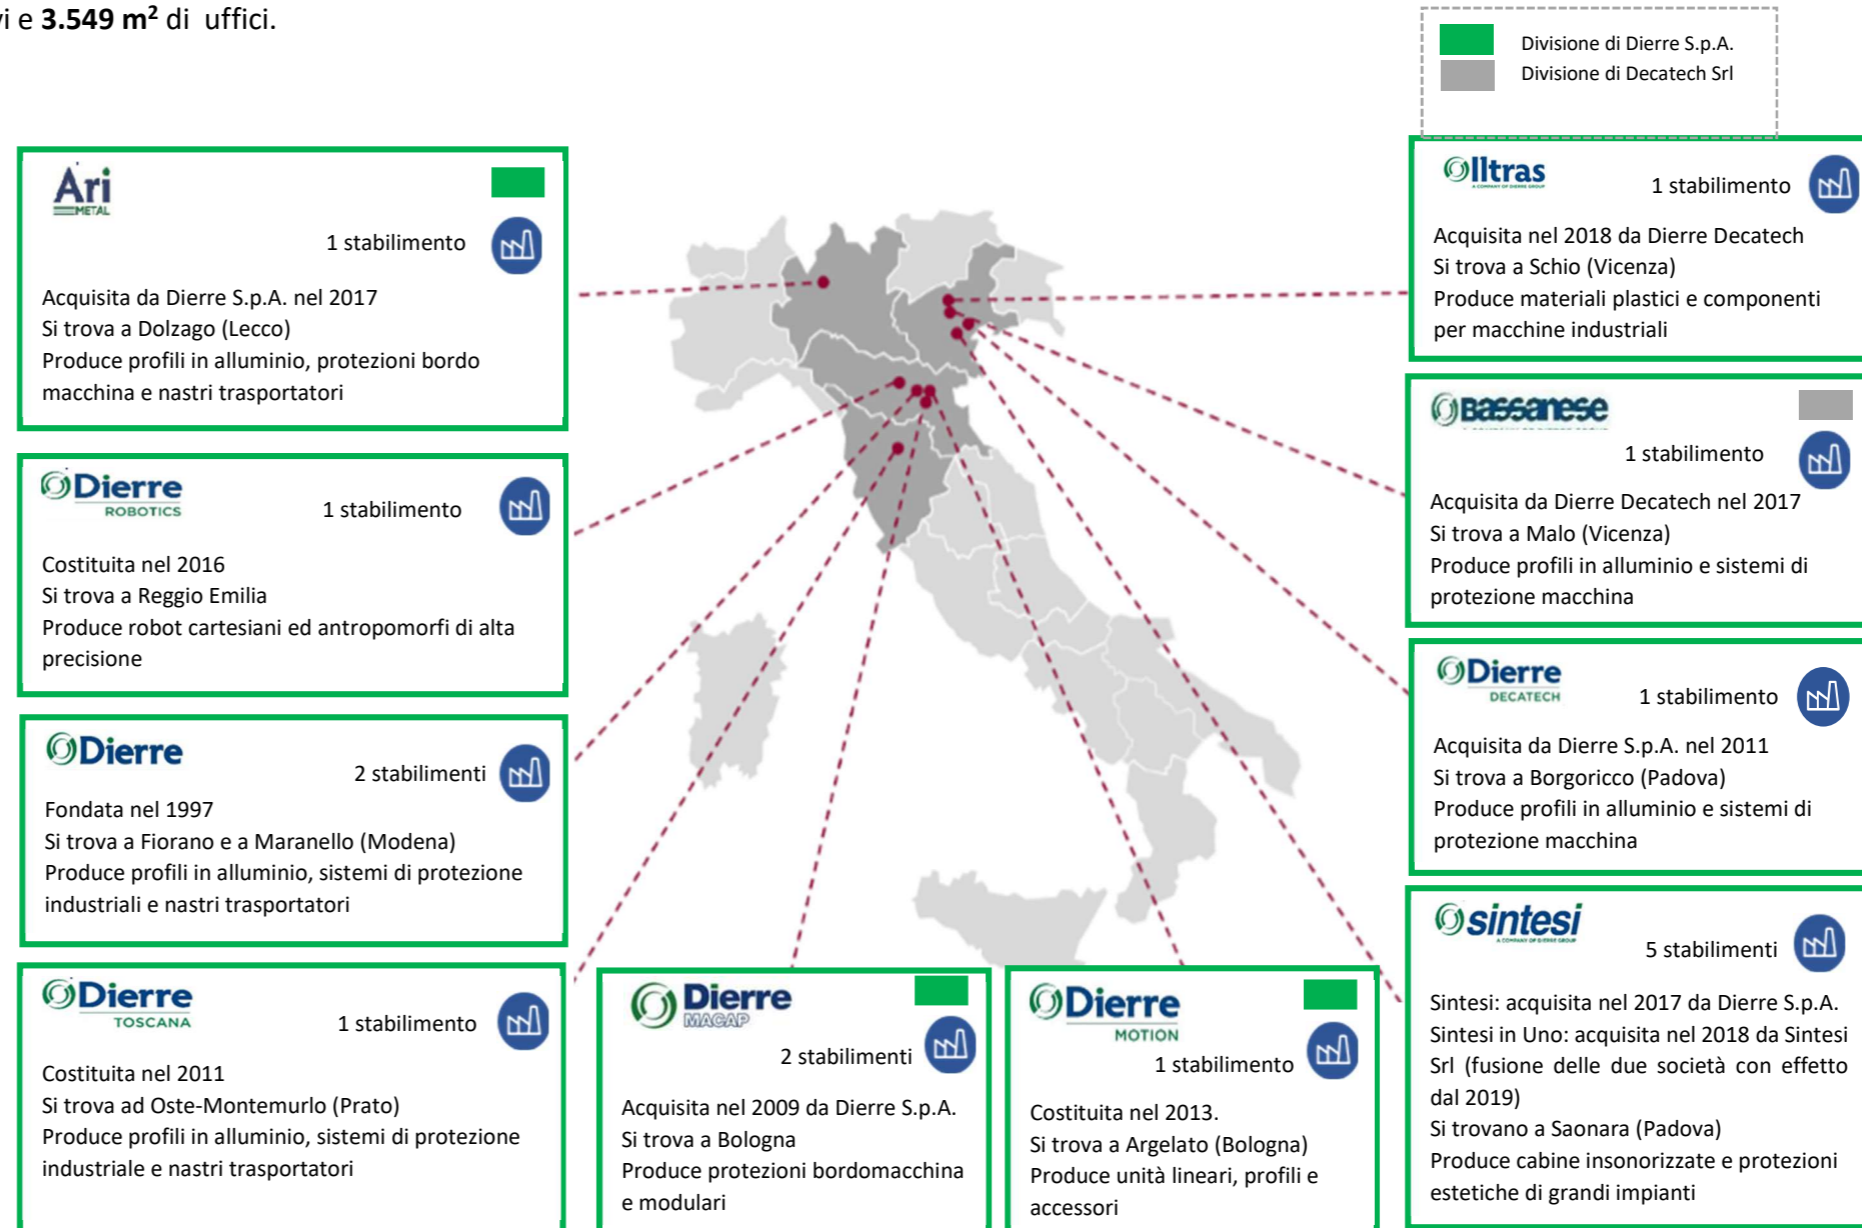 vi e 3.549 m² di uffici.
Divisione di Dierre S.p.A.
Divisione di Decatech Srl
Ari
METAL
1 stabilimento
Acquisita da Dierre S.p.A. nel 2017
Si trova a Dolzago (Lecco)
Produce profili in alluminio, protezioni bordo
macchina e nastri trasportatori
Dierre
ROBOTICS
1 stabilimento
Costituita nel 2016
Si trova a Reggio Emilia
Produce robot cartesiani ed antropomorfi di alta
precisione
Dierre
2 stabilimenti
Fondata nel 1997
Si trova a Fiorano e a Maranello (Modena)
Produce profili in alluminio, sistemi di protezione
industriali e nastri trasportatori
Dierre
TOSCANA
1 stabilimento
Costituita nel 2011
Si trova ad Oste-Montemurlo (Prato)
Produce profili in alluminio, sistemi di protezione
industriale e nastri trasportatori
Dierre
MACAP
2 stabilimenti
Acquisita nel 2009 da Dierre S.p.A.
Si trova a Bologna
Produce protezioni bordomacchina
e modulari
Dierre
MOTION
1 stabilimento
Costituita nel 2013.
Si trova a Argelato (Bologna)
Produce unità lineari, profili e
accessori
Iltras
A COMPANY OF DIERRE GROUP
1 stabilimento
Acquisita nel 2018 da Dierre Decatech
Si trova a Schio (Vicenza)
Produce materiali plastici e componenti
per macchine industriali
Bassanese
1 stabilimento
Acquisita da Dierre Decatech nel 2017
Si trova a Malo (Vicenza)
Produce profili in alluminio e sistemi di
protezione macchina
Dierre
DECATECH
1 stabilimento
Acquisita da Dierre S.p.A. nel 2011
Si trova a Borgoricco (Padova)
Produce profili in alluminio e sistemi di
protezione macchina
sintesi
A COMPANY OF DIERRE GROUP
5 stabilimenti
Sintesi: acquisita nel 2017 da Dierre S.p.A.
Sintesi in Uno: acquisita nel 2018 da Sintesi
Srl (fusione delle due società con effetto
dal 2019)
Si trovano a Saonara (Padova)
Produce cabine insonorizzate e protezioni
estetiche di grandi impianti